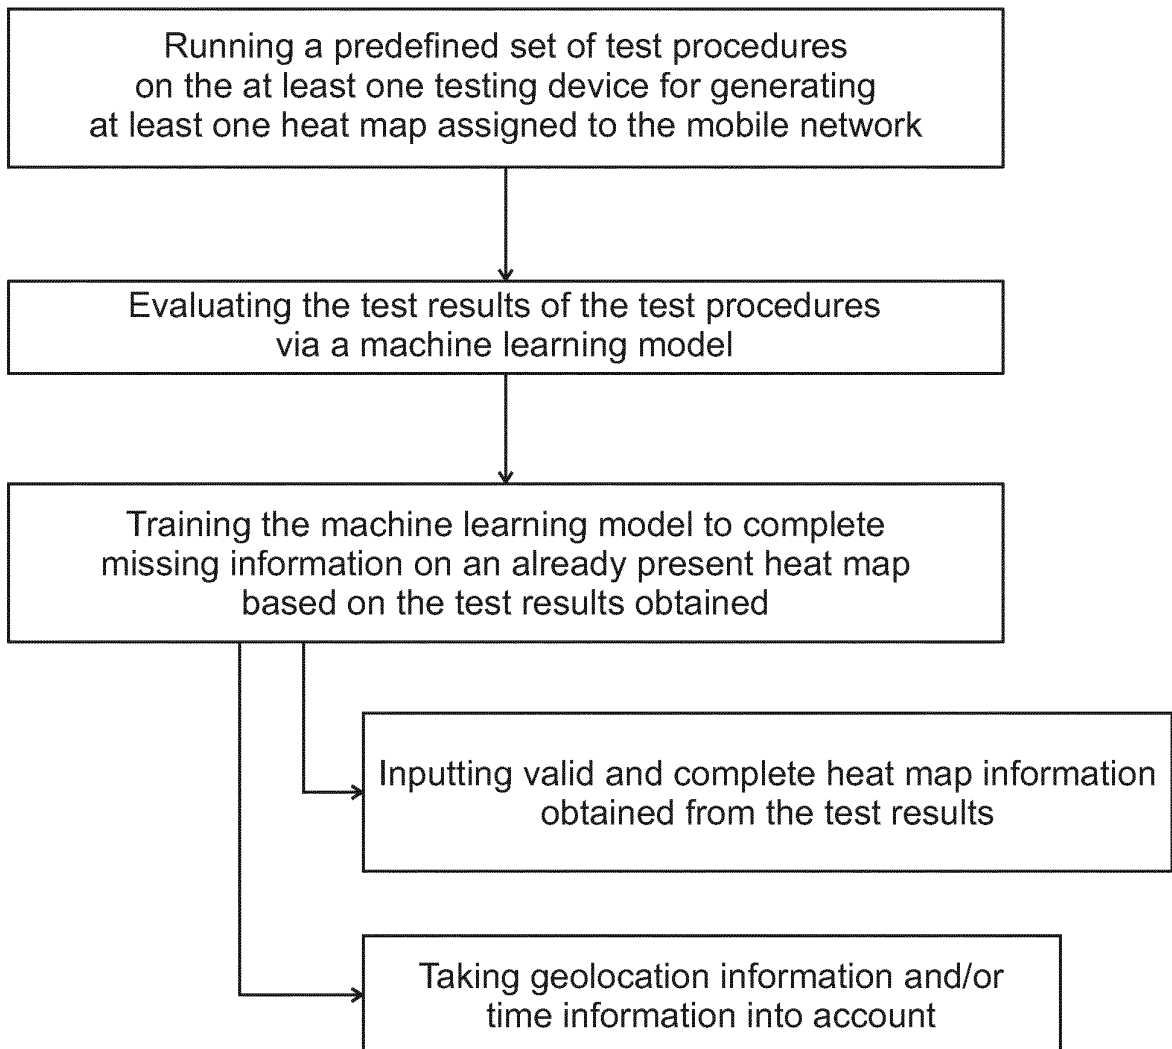 Running a predefined set of test procedures
on the at least one testing device for generating
at least one heat map assigned to the mobile network
Evaluating the test results of the test procedures
via a machine learning model
Training the machine learning model to complete
missing information on an already present heat map
based on the test results obtained
Inputting valid and complete heat map information
obtained from the test results
Taking geolocation information and/or
time information into account